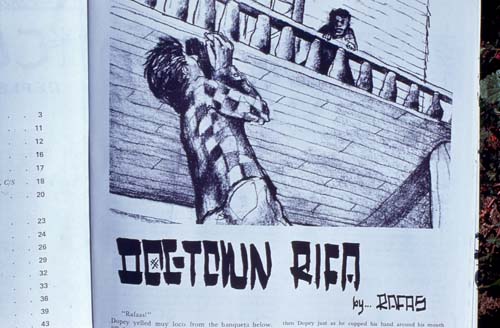 3
11
12
16
17
C/S 18
20
23
24
26
29
32
33
36
39
43
DOG-TOWN RIFA
by... RAFAS
"Rafaas!"
Dopey yelled muy loco from the banqueta below.
then Dopey just as he cupped his hand around his mouth